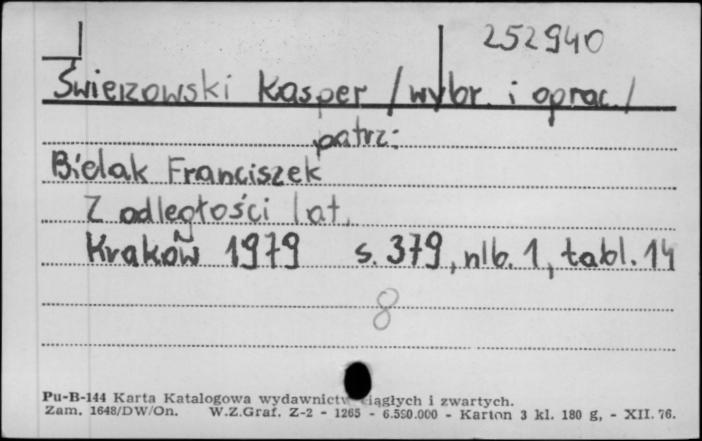 252940
Świerzowski Kasper /wybr. i oprac./
patrz:
Bielak Franciszek
Z odległości lat.
Kraków 1979 s. 379, nlb. 1, tabl. 14
8
Pu-B-144 Karta Katalogowa wydawnictw ciągłych i zwartych.
Zam. 1648/DW/On. W.Z.Graf. Z-2 - 1265 - 6.550.000 - Karton 3 kl. 180 g, - XII. 76.